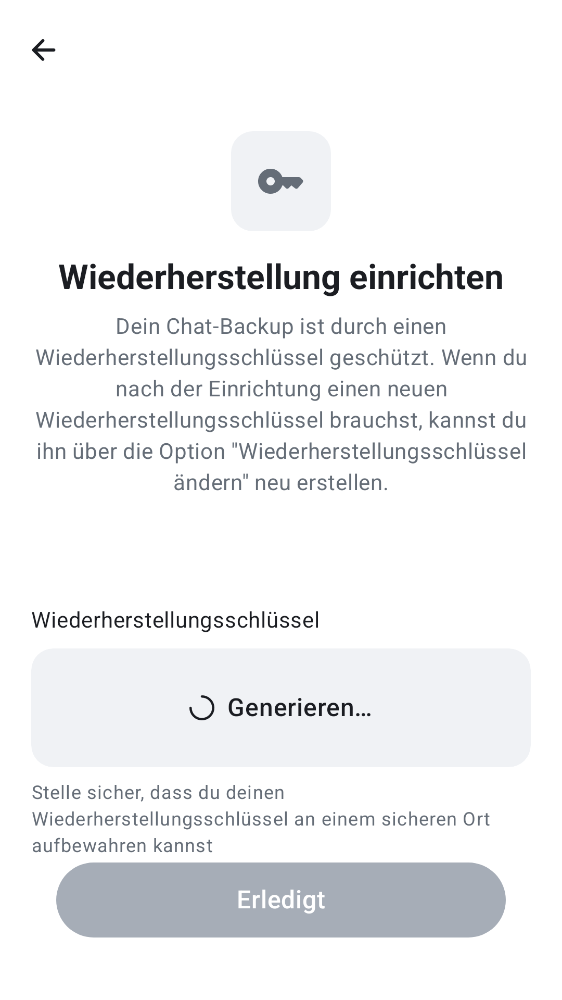 Wiederherstellung einrichten
Dein Chat-Backup ist durch einen
Wiederherstellungsschlüssel geschützt. Wenn du
nach der Einrichtung einen neuen
Wiederherstellungsschlüssel brauchst, kannst du
ihn über die Option "Wiederherstellungsschlüssel
ändern" neu erstellen.
Wiederherstellungsschlüssel
Generieren…
Stelle sicher, dass du deinen
Wiederherstellungsschlüssel an einem sicheren Ort
aufbewahren kannst
Erledigt